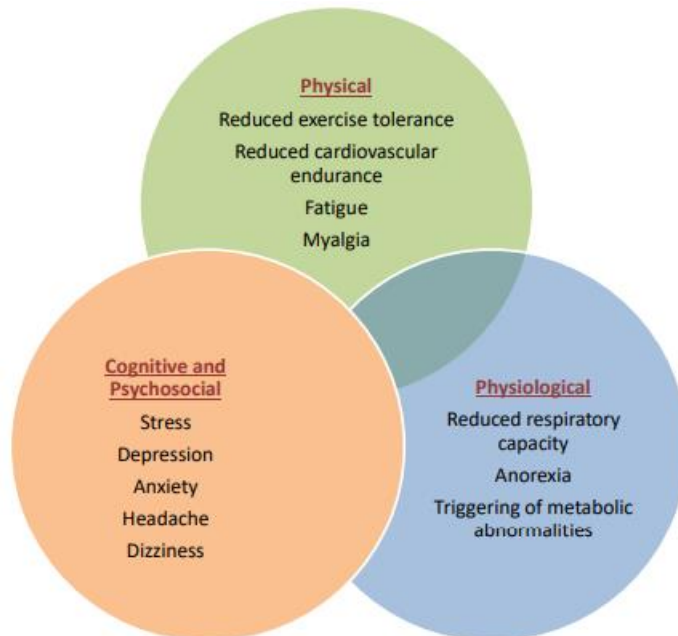 Physical
Reduced exercise tolerance
Reduced cardiovascular
endurance
Fatigue
Myalgia
Cognitive and
Psychosocial
Stress
Depression
Anxiety
Headache
Dizziness
Physiological
Reduced respiratory
capacity
Anorexia
Triggering of metabolic
abnormalities